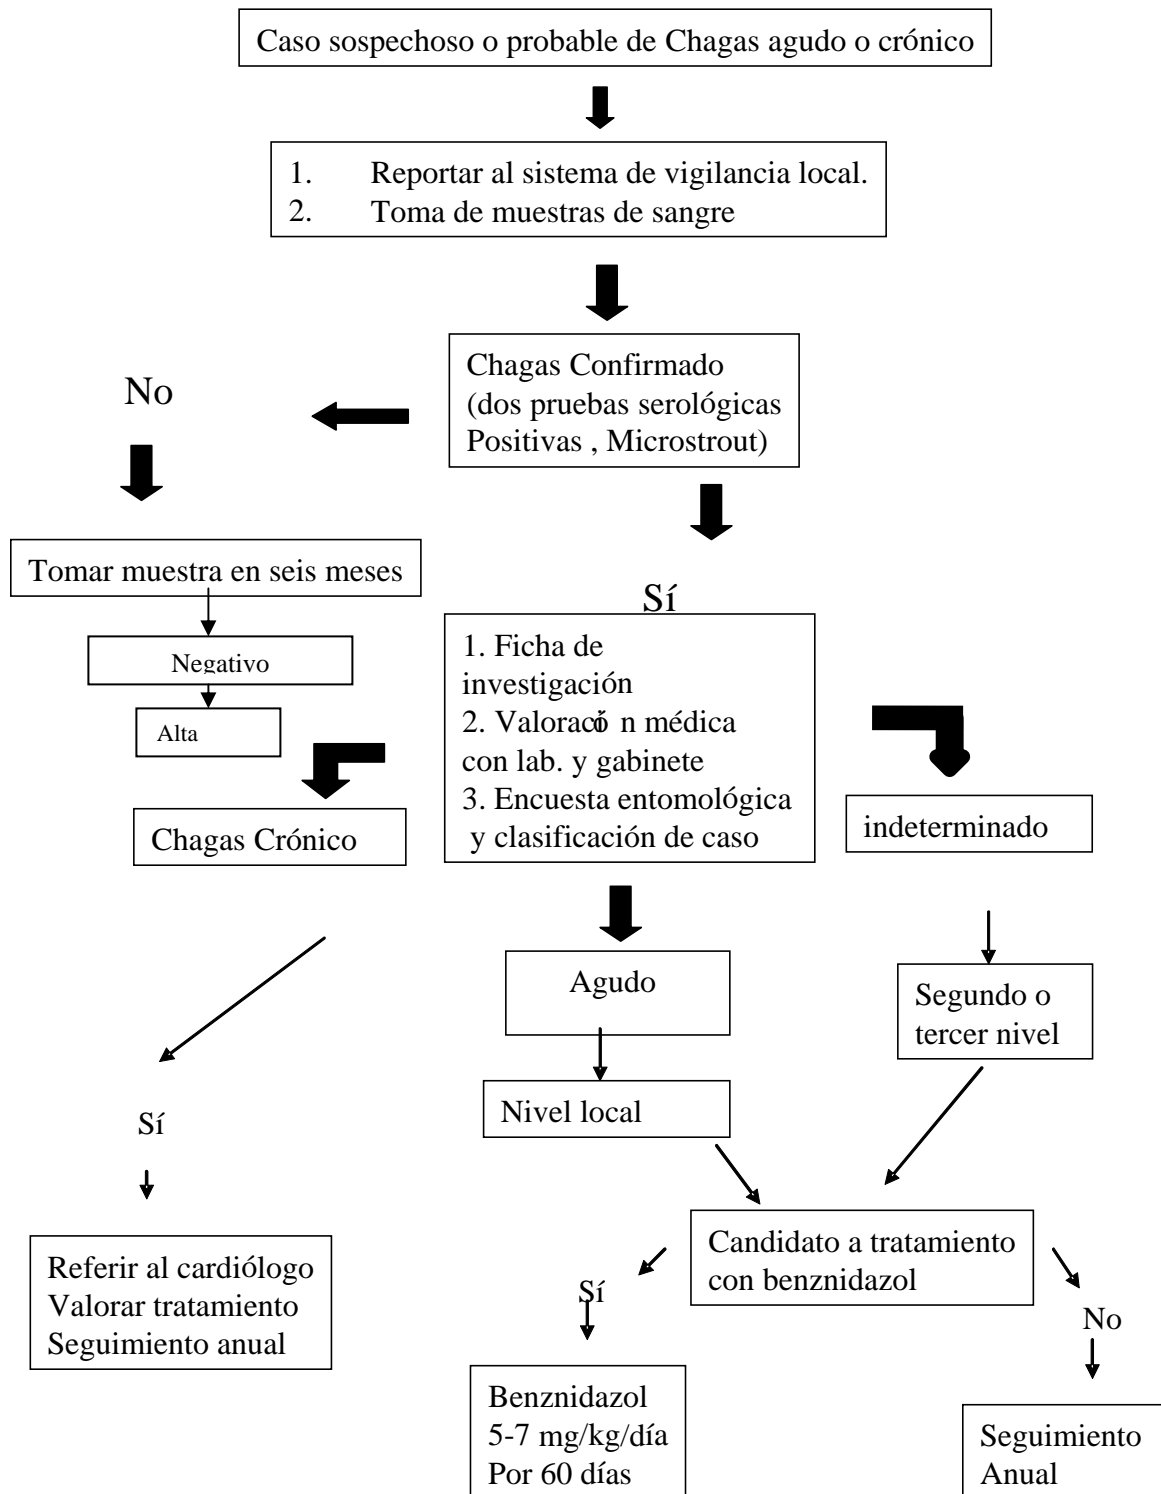 Caso sospechoso o probable de Chagas agudo o crónico
1. Reportar al sistema de vigilancia local.
2. Toma de muestras de sangre
Chagas Confirmado
(dos pruebas serológicas
Positivas , Microstrout)
No
Tomar muestra en seis meses
Negativo
Alta
Sí
1. Ficha de
investigación
2. Valoració n médica
con lab. y gabinete
3. Encuesta entomológica
y clasificación de caso
Chagas Crónico
indeterminado
Agudo
Segundo o
tercer nivel
Nivel local
Sí
Referir al cardiólogo
Valorar tratamiento
Seguimiento anual
Candidato a tratamiento
con benznidazol
Sí
No
Benznidazol
5-7 mg/kg/día
Por 60 días
Seguimiento
Anual